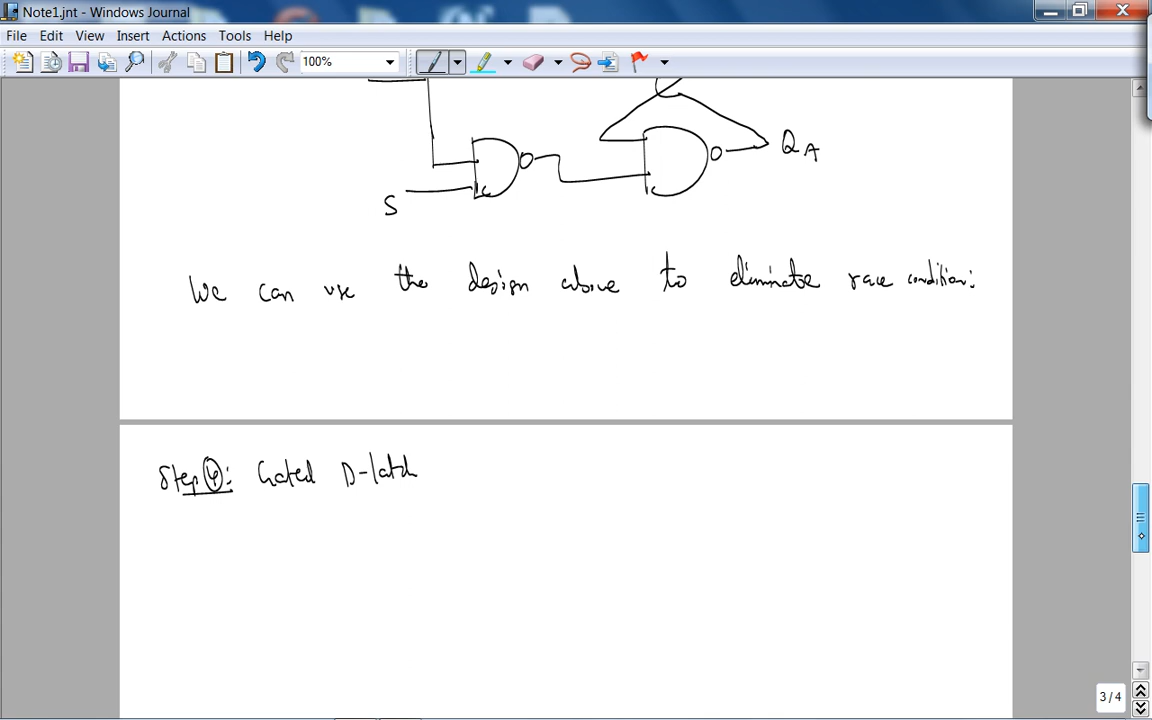 Note1.jnt - Windows Journal
File Edit View Insert Actions Tools Help
100%
Q A
S
We can use the design above to eliminate race condition:
Step 4: Gated D-latch
3 / 4